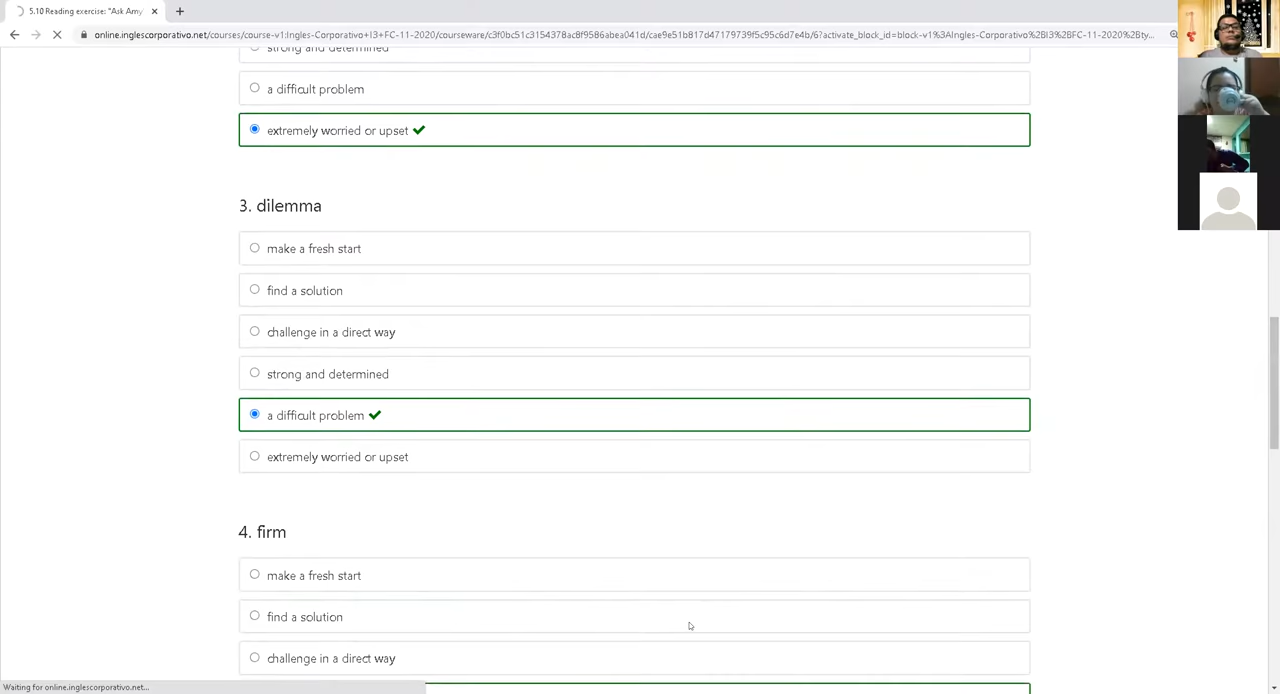 5.10 Reading exercise: "Ask Amy"
online.inglescorporativo.net/courses/course-v1:Ingles-Corporativo+I3+FC-11-2020/courseware/c3f0bc51c3154378ac8f9586abea041d/cae9e51b817d47179739f5c95c6d7e4b/6?activate_block_id=block-v1%3AIngles-Corporativo%2BI3%2BFC-11-2020%2Bty...
strong and determined
a difficult problem
extremely worried or upset
3. dilemma
make a fresh start
find a solution
challenge in a direct way
strong and determined
a difficult problem
extremely worried or upset
4. firm
make a fresh start
find a solution
challenge in a direct way
Waiting for online.inglescorporativo.net...